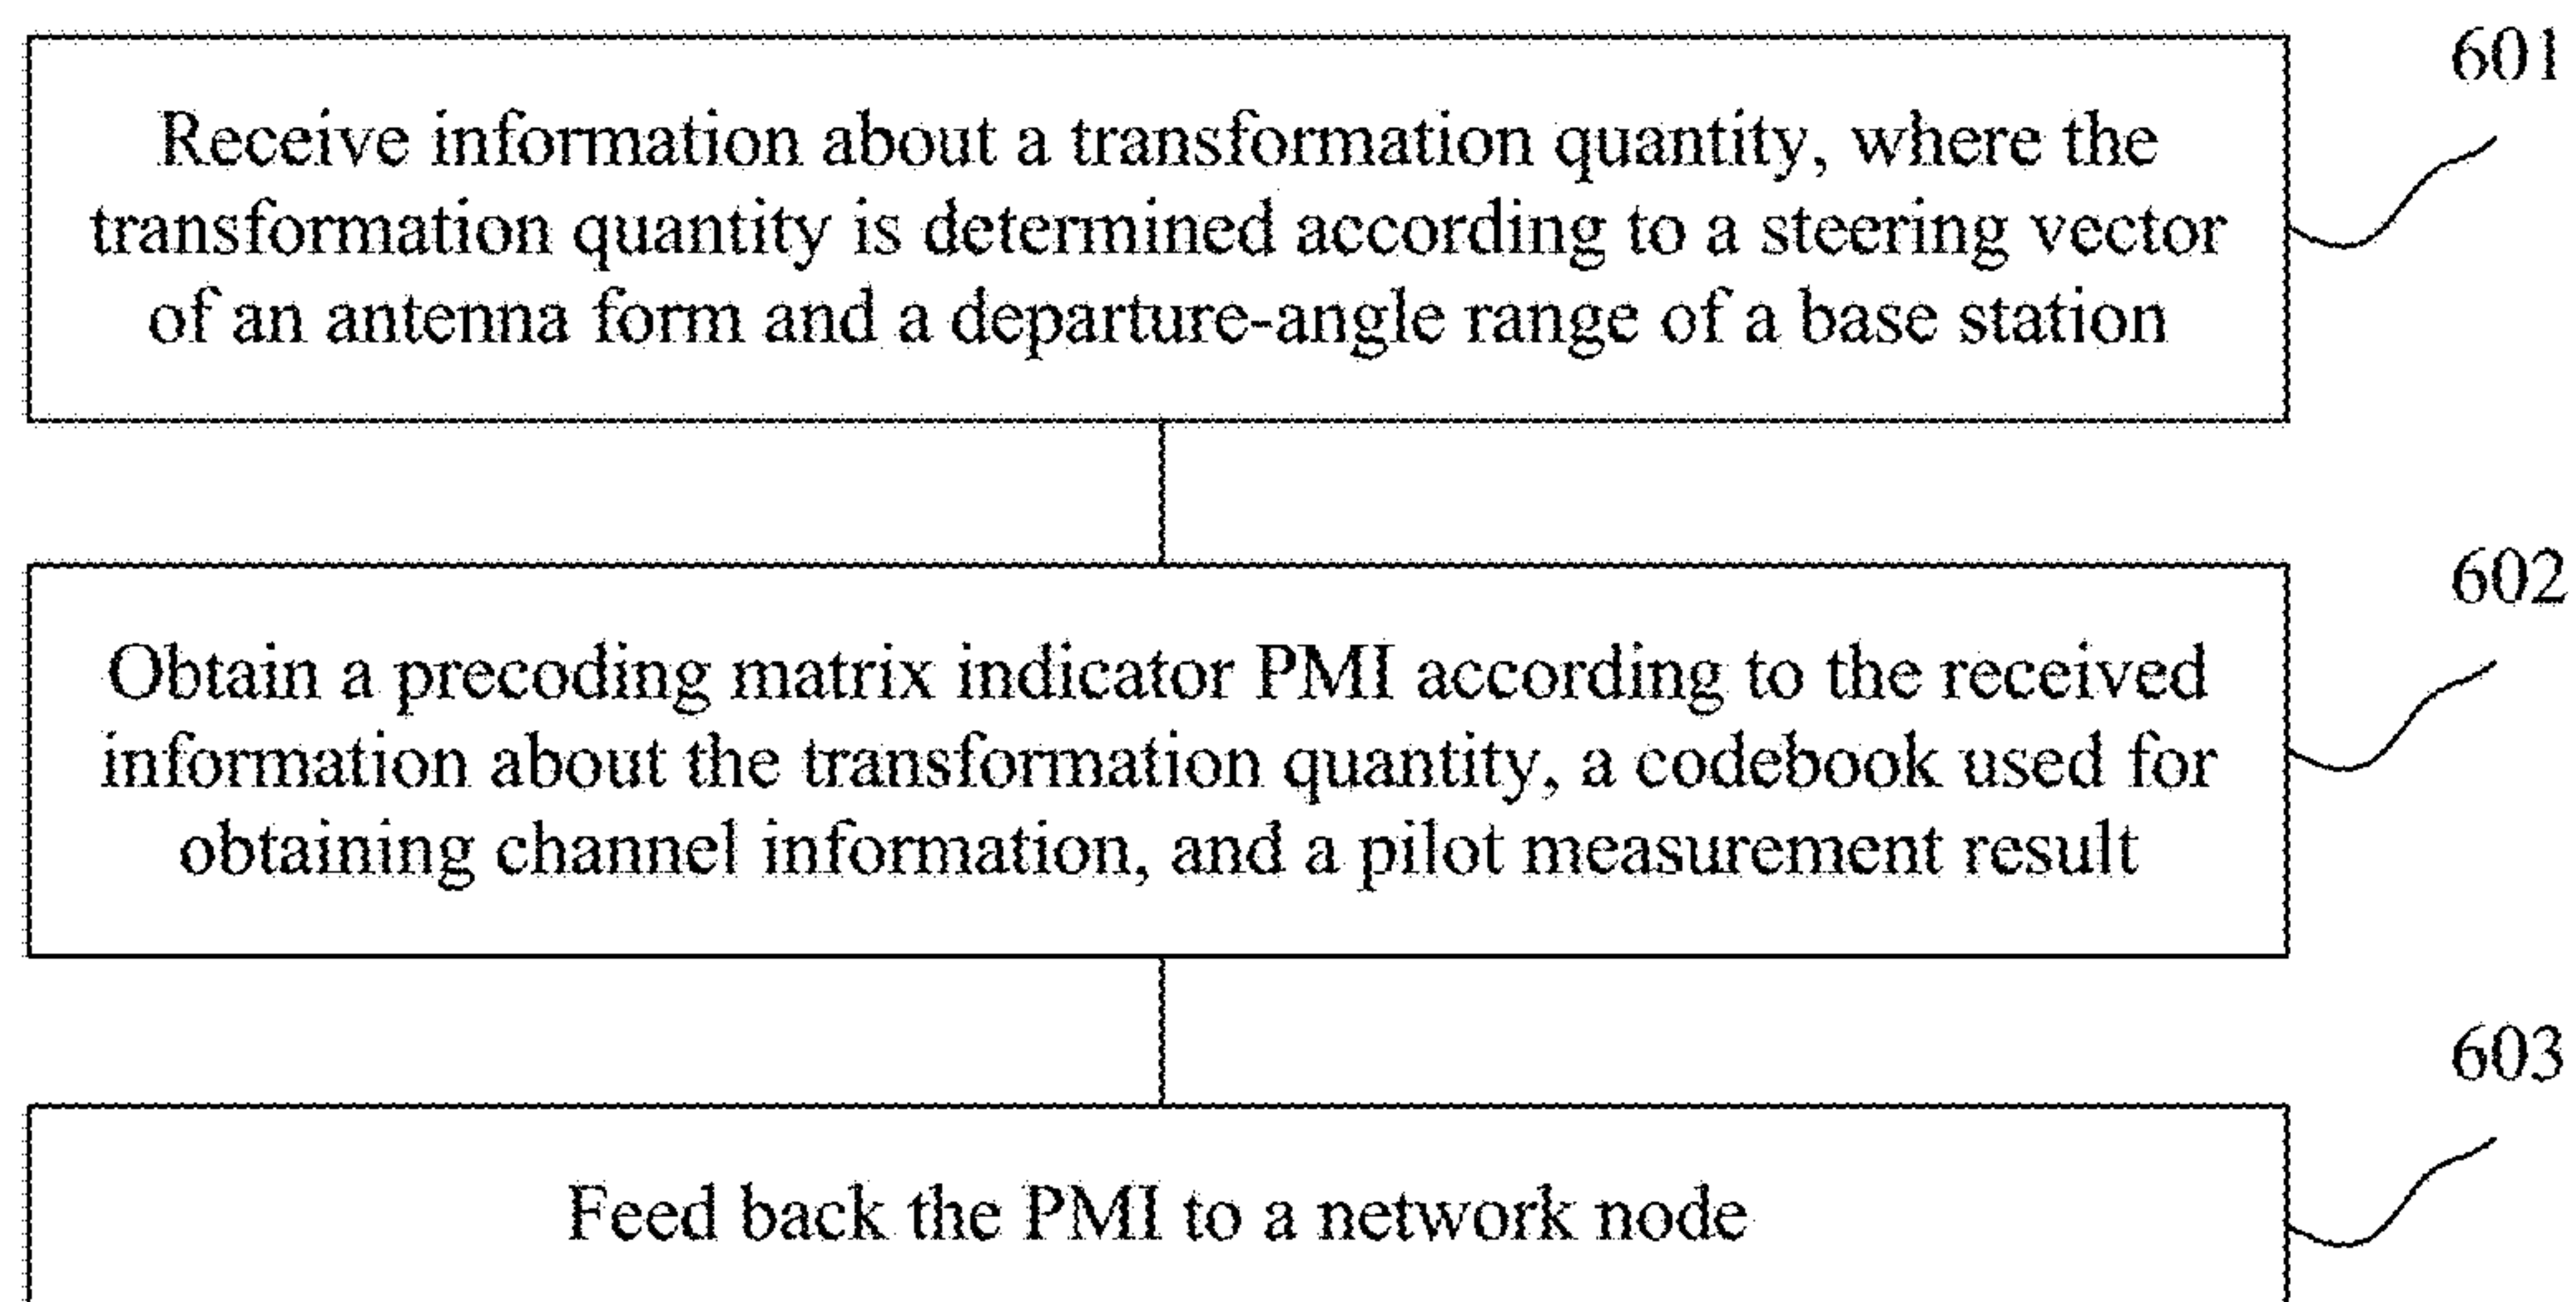 601
Receive information about a transformation quantity, where the
transformation quantity is determined according to a steering vector
of an antenna form and a departure-angle range of a base station
602
Obtain a precoding matrix indicator PMI according to the received
information about the transformation quantity, a codebook used for
obtaining channel information, and a pilot measurement result
603
Feed back the PMI to a network node